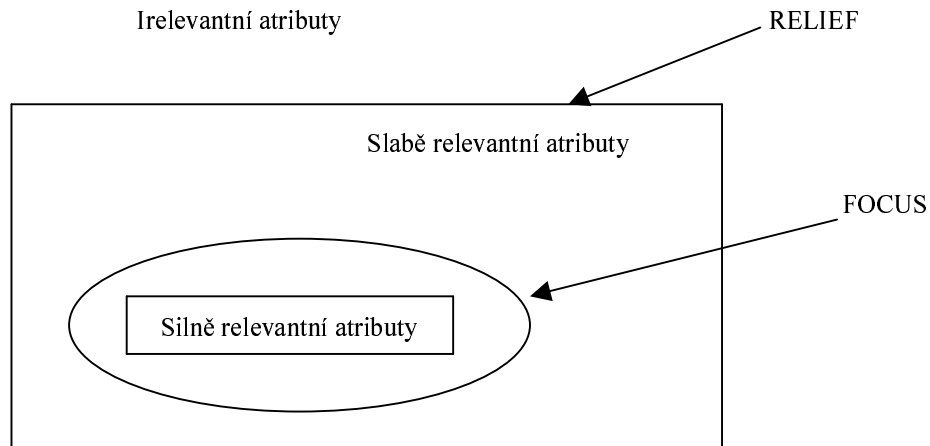 Irelevantní atributy
RELIEF
Slabě relevantní atributy
FOCUS
Silně relevantní atributy